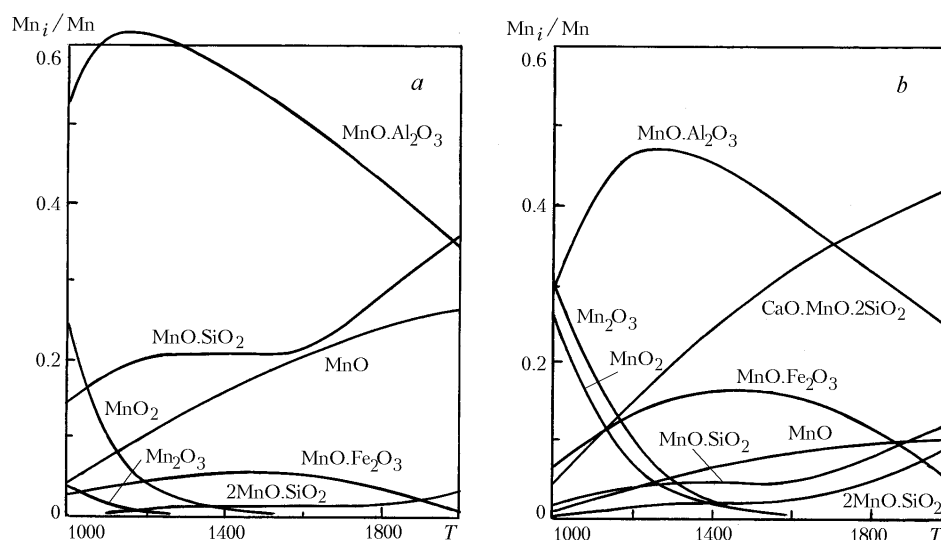 Mnᵢ/Mn
0.6
a
MnO.Al₂O₃
0.4
MnO.SiO₂
MnO
0.2
MnO₂
Mn₂O₃
MnO.Fe₂O₃
2MnO.SiO₂
0
1000 1400 1800 T
Mnᵢ/Mn
0.6
b
MnO.Al₂O₃
0.4
CaO.MnO.2SiO₂
Mn₂O₃
MnO₂
0.2
MnO.Fe₂O₃
MnO.SiO₂
MnO
2MnO.SiO₂
0
1000 1400 1800 T